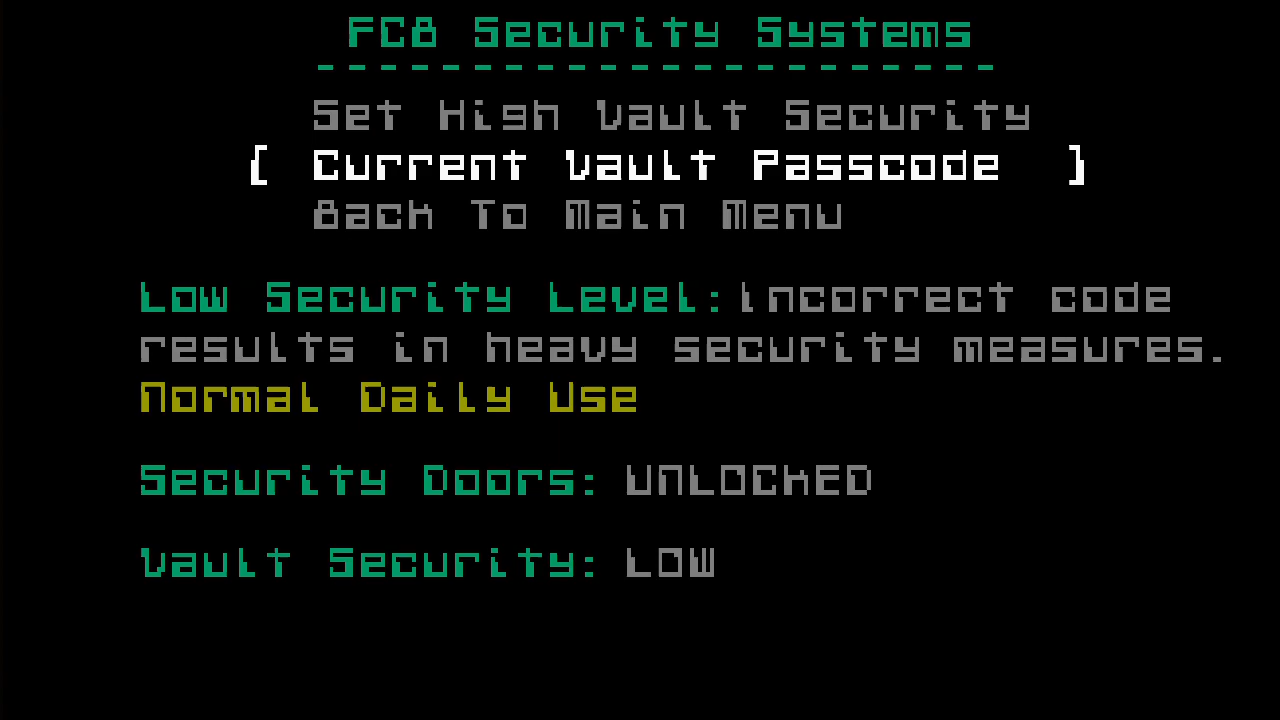 FCB Security Systems
----------------------
Set High Vault Security
[ Current Vault Passcode ]
Back To Main Menu
Low Security Level: Incorrect code
results in heavy security measures.
Normal Daily Use
Security Doors: UNLOCKED
Vault Security: LOW